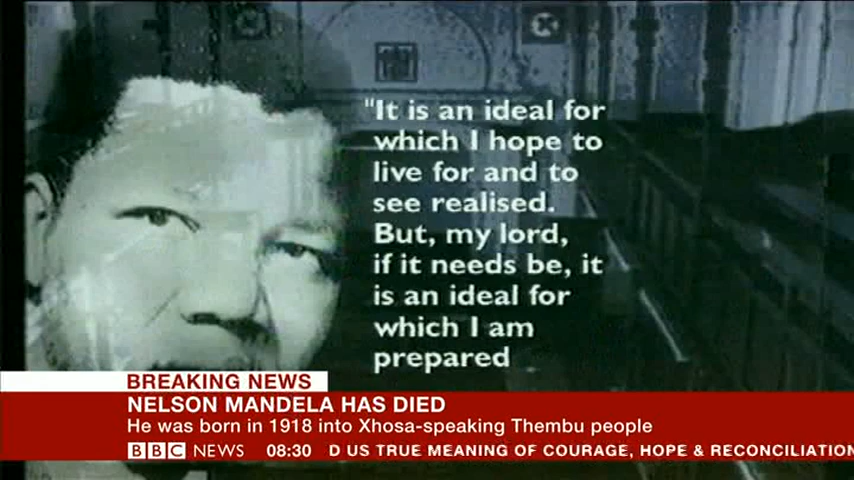 "It is an ideal for
which I hope to
live for and to
see realised.
But, my lord,
if it needs be, it
is an ideal for
which I am
prepared
BREAKING NEWS
NELSON MANDELA HAS DIED
He was born in 1918 into Xhosa-speaking Thembu people
BBC NEWS 08:30 D US TRUE MEANING OF COURAGE, HOPE & RECONCILIATION